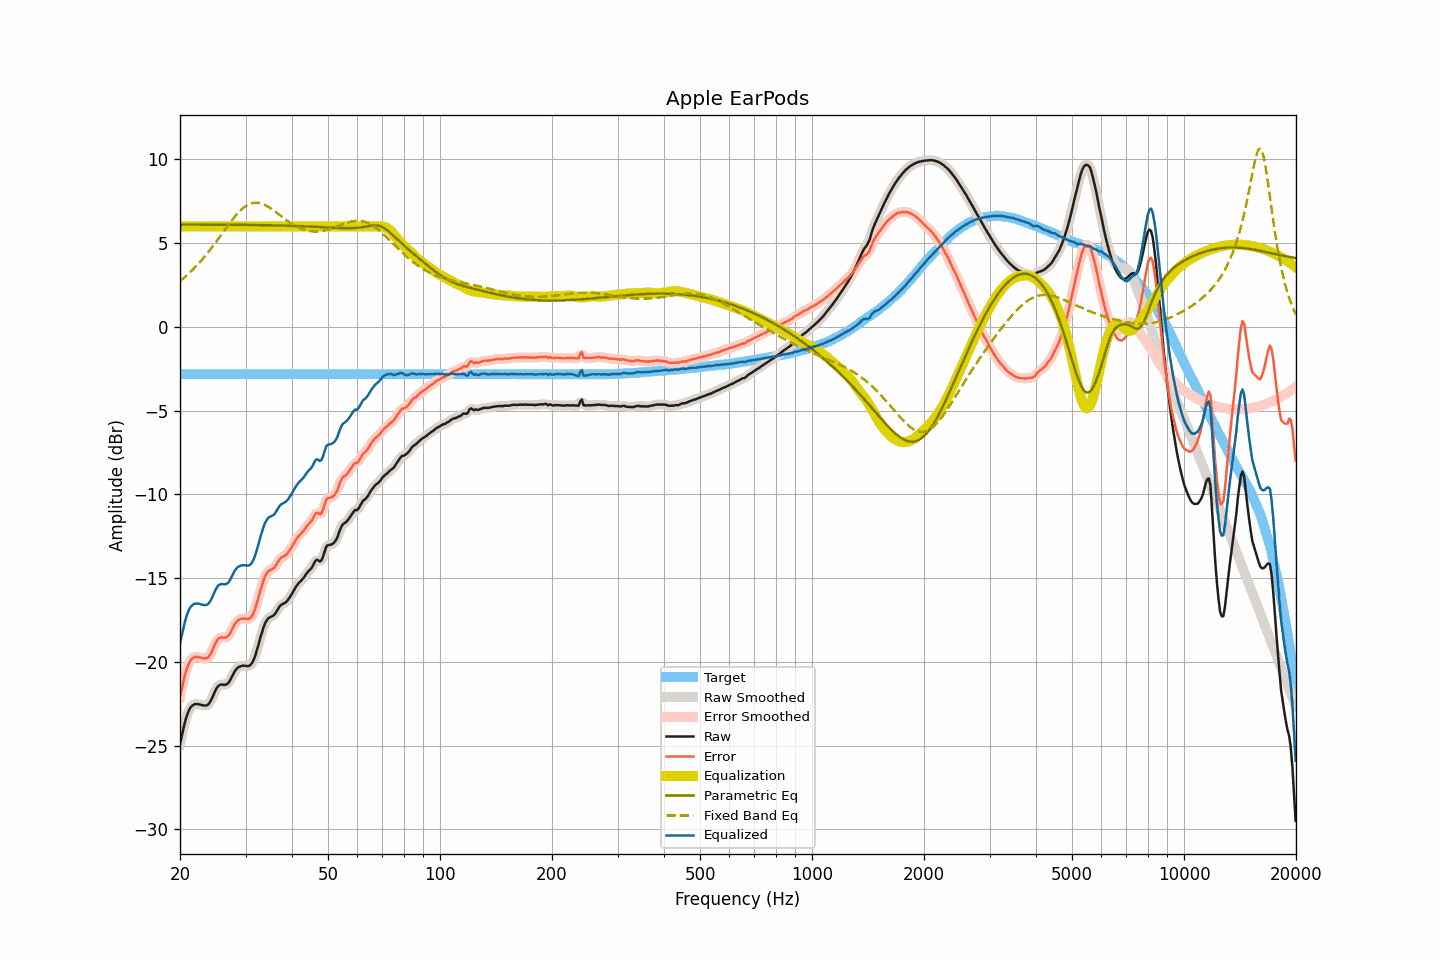 Apple EarPods
Amplitude (dBr)
10
5
0
−5
−10
−15
−20
−25
−30
Target
Raw Smoothed
Error Smoothed
Raw
Error
Equalization
Parametric Eq
Fixed Band Eq
Equalized
20 50 100 200 500 1000 2000 5000 10000 20000
Frequency (Hz)